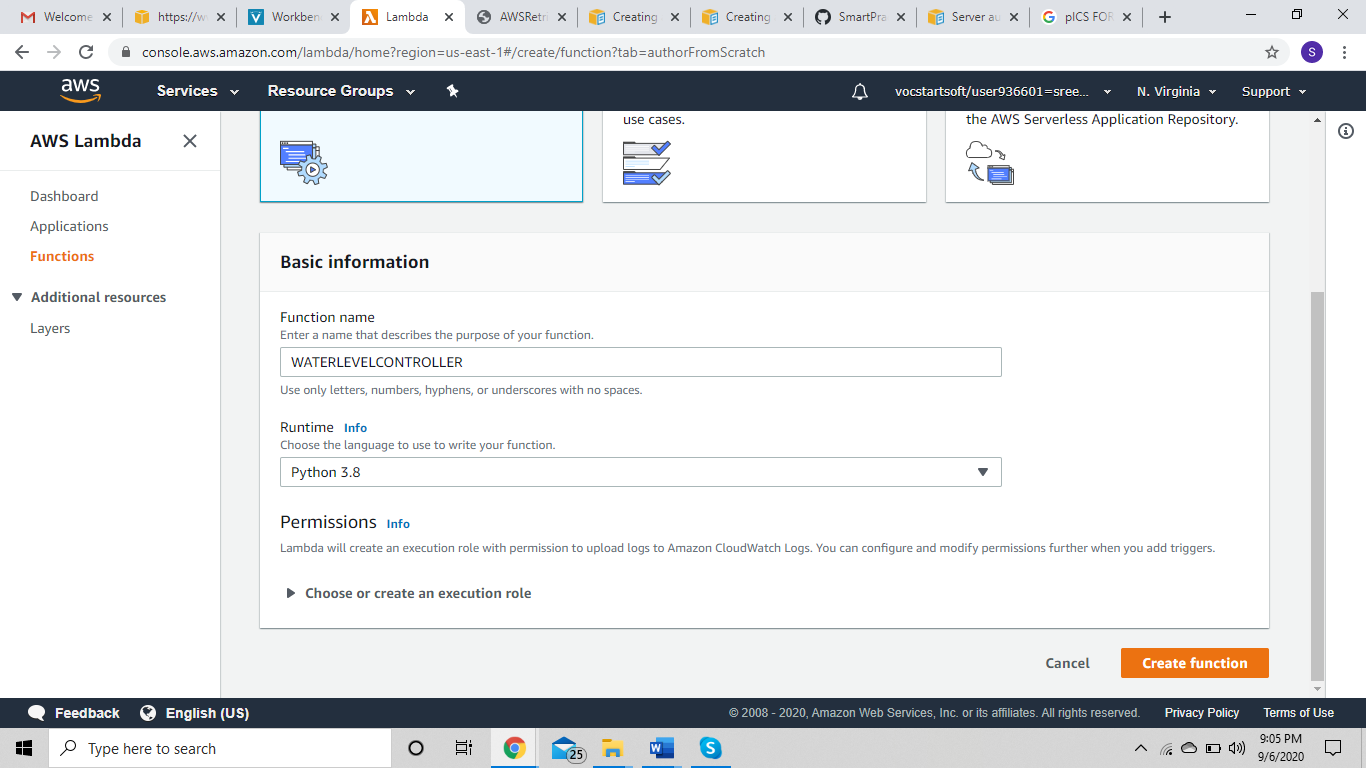 Welcome
https://w
Workben
Lambda
AWSRetri
Creating
Creating
SmartPra
Server au
pICS FOR
console.aws.amazon.com/lambda/home?region=us-east-1#/create/function?tab=authorFromScratch
S
aws
Services
Resource Groups
vocstartsoft/user936601=sree...
N. Virginia
Support
AWS Lambda
Dashboard
Applications
Functions
Additional resources
Layers
use cases.
the AWS Serverless Application Repository.
Basic information
Function name
Enter a name that describes the purpose of your function.
WATERLEVELCONTROLLER
Use only letters, numbers, hyphens, or underscores with no spaces.
Runtime Info
Choose the language to use to write your function.
Python 3.8
Permissions Info
Lambda will create an execution role with permission to upload logs to Amazon CloudWatch Logs. You can configure and modify permissions further when you add triggers.
Choose or create an execution role
Cancel
Create function
Feedback
English (US)
© 2008 - 2020, Amazon Web Services, Inc. or its affiliates. All rights reserved.
Privacy Policy
Terms of Use
Type here to search
25
9:05 PM
9/6/2020